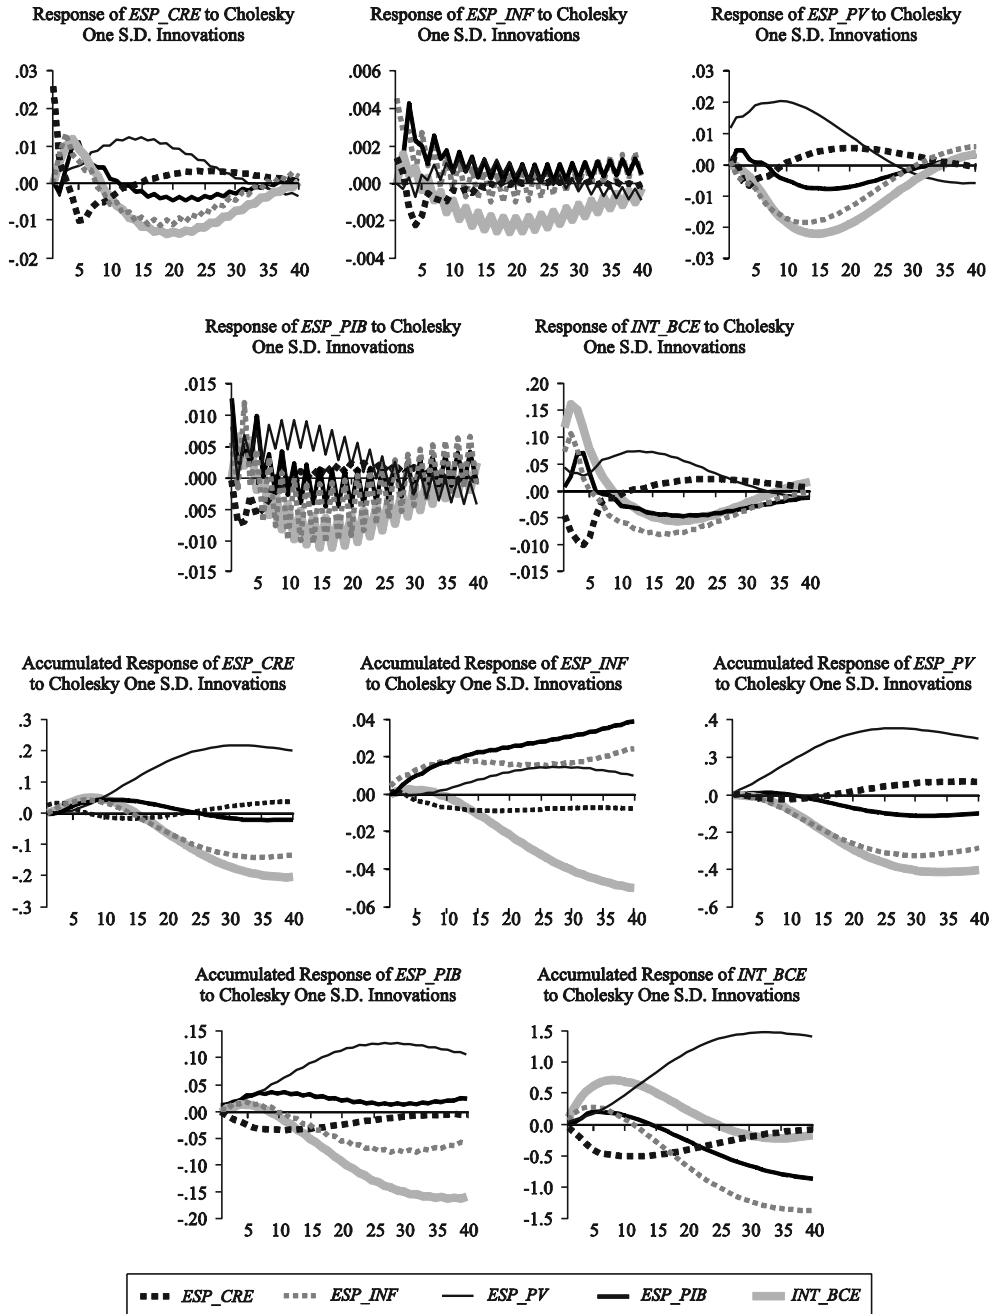 Response of ESP_CRE to Cholesky
One S.D. Innovations
Response of ESP_INF to Cholesky
One S.D. Innovations
Response of ESP_PV to Cholesky
One S.D. Innovations
.03
.02
.01
.00
-.01
-.02
5 10 15 20 25 30 35 40
.006
.004
.002
.000
-.002
-.004
5 10 15 20 25 30 35 40
.03
.02
.01
.00
-.01
-.02
-.03
5 10 15 20 25 30 35 40
Response of ESP_PIB to Cholesky
One S.D. Innovations
Response of INT_BCE to Cholesky
One S.D. Innovations
.015
.010
.005
.000
-.005
-.010
-.015
5 10 15 20 25 30 35 40
.20
.15
.10
.05
.00
-.05
-.010
-.015
5 10 15 20 25 30 35 40
Accumulated Response of ESP_CRE
to Cholesky One S.D. Innovations
Accumulated Response of ESP_INF
to Cholesky One S.D. Innovations
Accumulated Response of ESP_PV
to Cholesky One S.D. Innovations
.3
.2
.1
.0
-.1
-.2
-.3
5 10 15 20 25 30 35 40
.04
.02
.00
-.02
-.04
-.06
5 10 15 20 25 30 35 40
.4
.3
.2
.0
-.2
-.4
-.6
5 10 15 20 25 30 35 40
Accumulated Response of ESP_PIB
to Cholesky One S.D. Innovations
Accumulated Response of INT_BCE
to Cholesky One S.D. Innovations
.15
.10
.05
.00
-.05
-.10
-.15
-.20
5 10 15 20 25 30 35 40
1.5
1.0
0.5
0.0
-0.5
-1.0
-1.5
5 10 15 20 25 30 35 40
ESP_CRE ESP_INF ESP_PV ESP_PIB INT_BCE